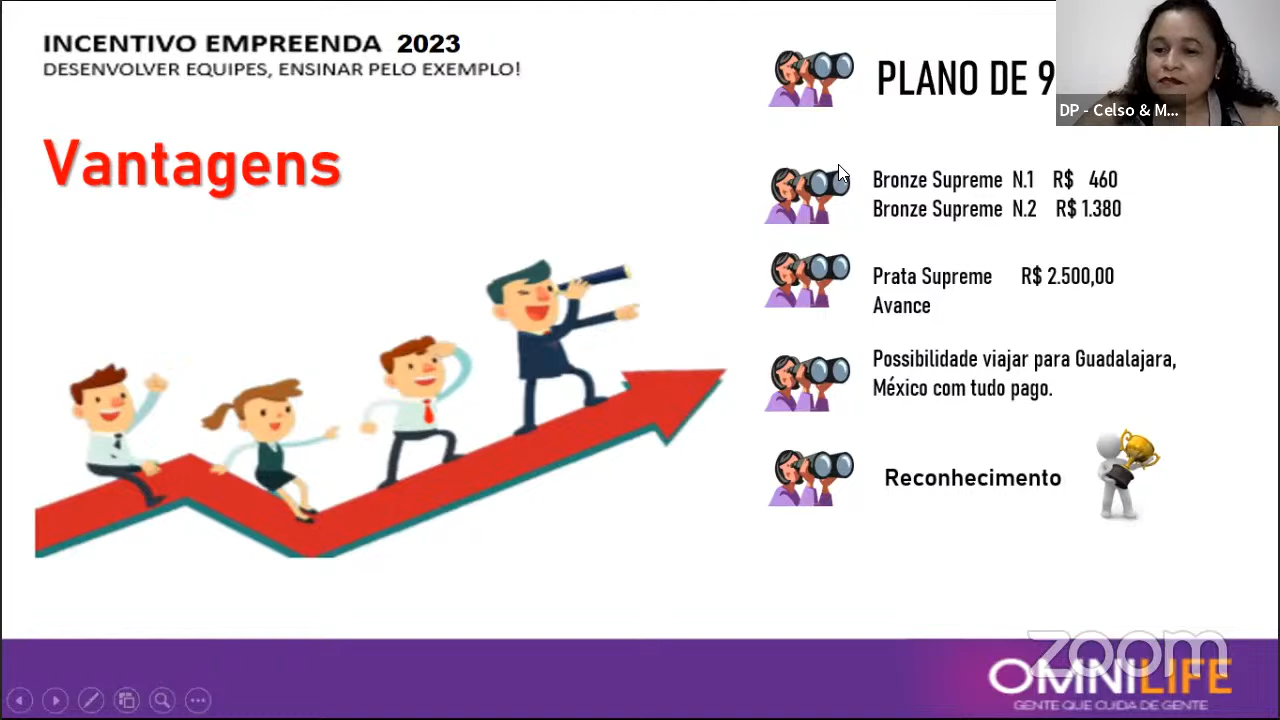 INCENTIVO EMPREENDA 2023
DESENVOLVER EQUIPES, ENSINAR PELO EXEMPLO!
Vantagens
PLANO DE 9
DP - Celso & M...
Bronze Supreme N.1 R$ 460
Bronze Supreme N.2 R$ 1.380
Prata Supreme R$ 2.500,00
Avance
Possibilidade viajar para Guadalajara,
México com tudo pago.
Reconhecimento
zoom
OMNILIFE
GENTE QUE CUIDA DE GENTE